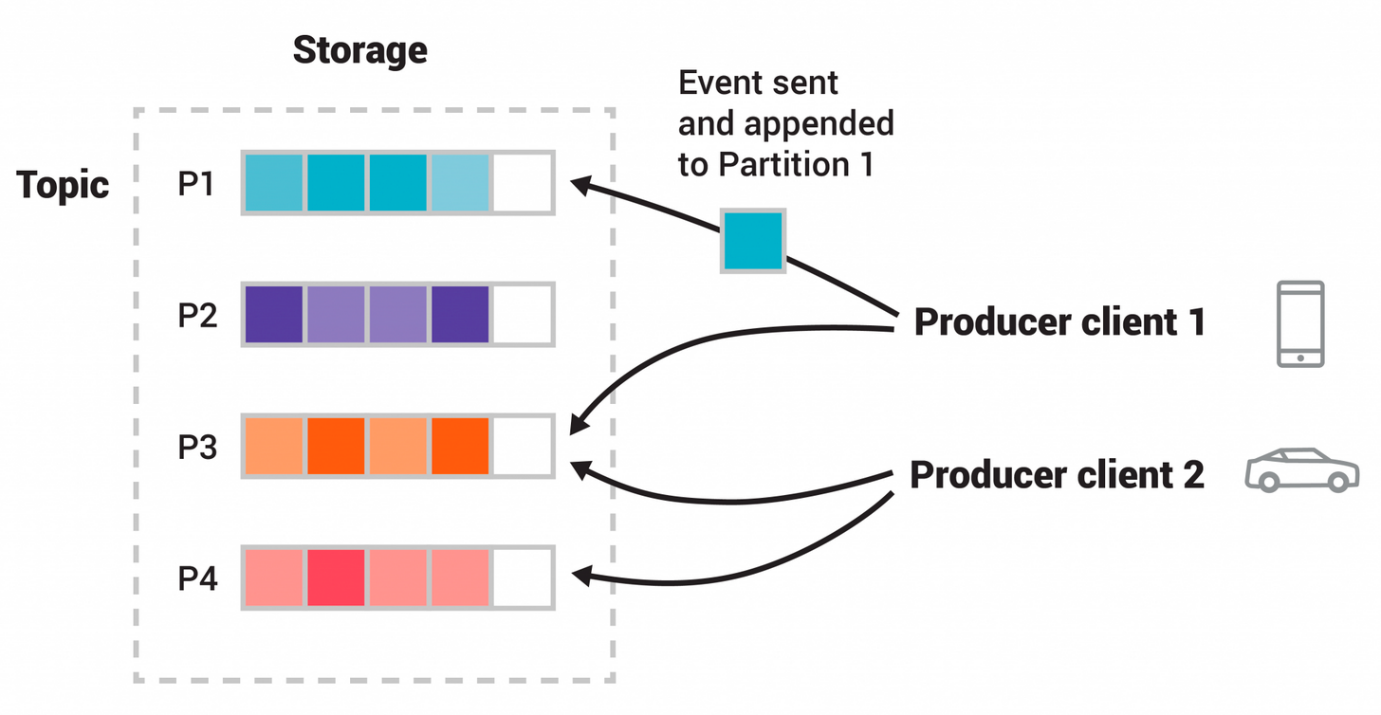 Storage
Event sent
and appended
to Partition 1
Topic
P1
P2
Producer client 1
P3
Producer client 2
P4